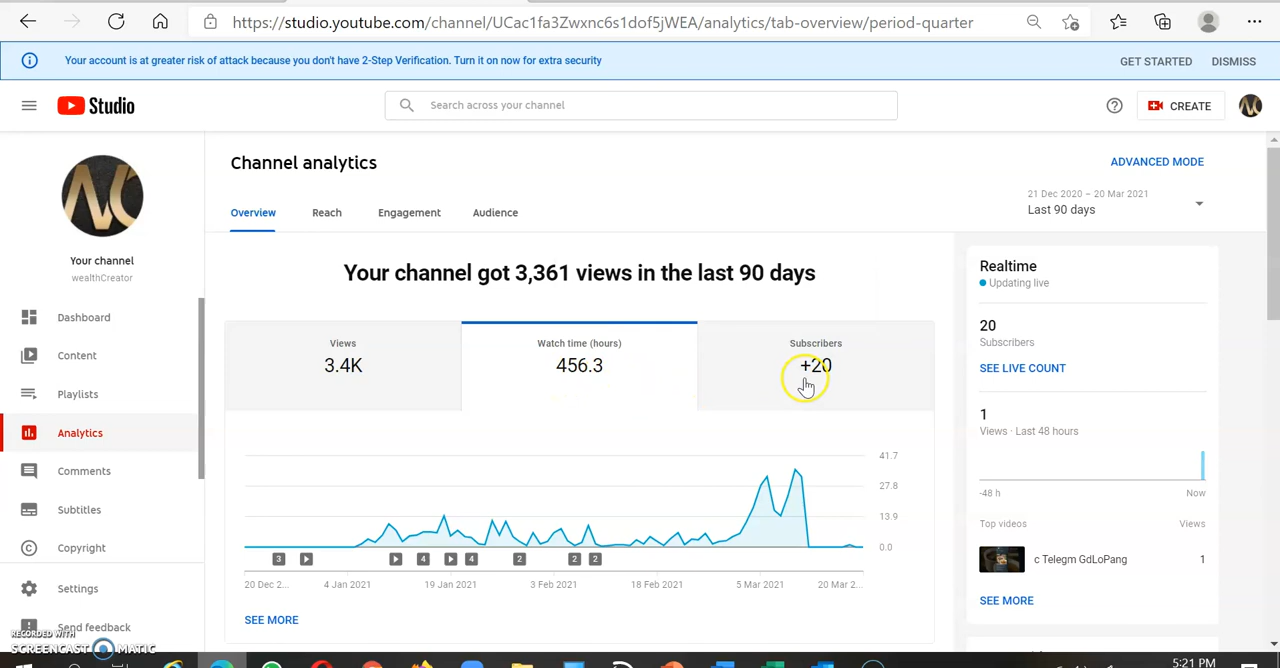 https://studio.youtube.com/channel/UCac1fa3Zwxnc6s1dof5jWEA/analytics/tab-overview/period-quarter
Your account is at greater risk of attack because you don't have 2-Step Verification. Turn it on now for extra security
GET STARTED
DISMISS
Studio
Search across your channel
CREATE
Your channel
wealthCreator
Dashboard
Content
Playlists
Analytics
Comments
Subtitles
Copyright
Settings
Send feedback
Channel analytics
ADVANCED MODE
Overview
Reach
Engagement
Audience
21 Dec 2020 – 20 Mar 2021
Last 90 days
Your channel got 3,361 views in the last 90 days
Views
3.4K
Watch time (hours)
456.3
Subscribers
+20
41.7
27.8
13.9
0.0
3 4 4 2 2 2
20 Dec 2... 4 Jan 2021 19 Jan 2021 3 Feb 2021 18 Feb 2021 5 Mar 2021 20 Mar 2...
SEE MORE
Realtime
Updating live
20
Subscribers
SEE LIVE COUNT
1
Views · Last 48 hours
-48 h Now
Top videos Views
c Telegm GdLoPang 1
SEE MORE
RECORDED WITH
SCREENCAST MATIC
5:21 PM